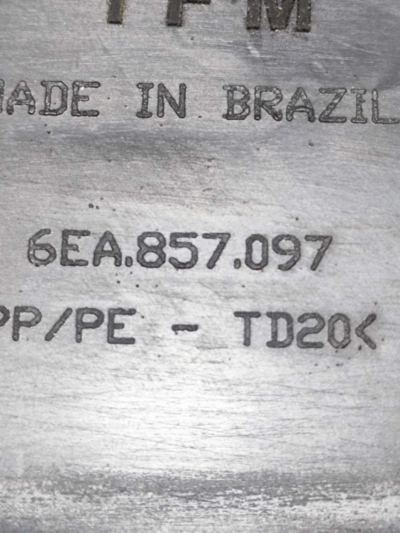 MADE IN BRAZIL
6EA.857.097
PP/PE - TD20<